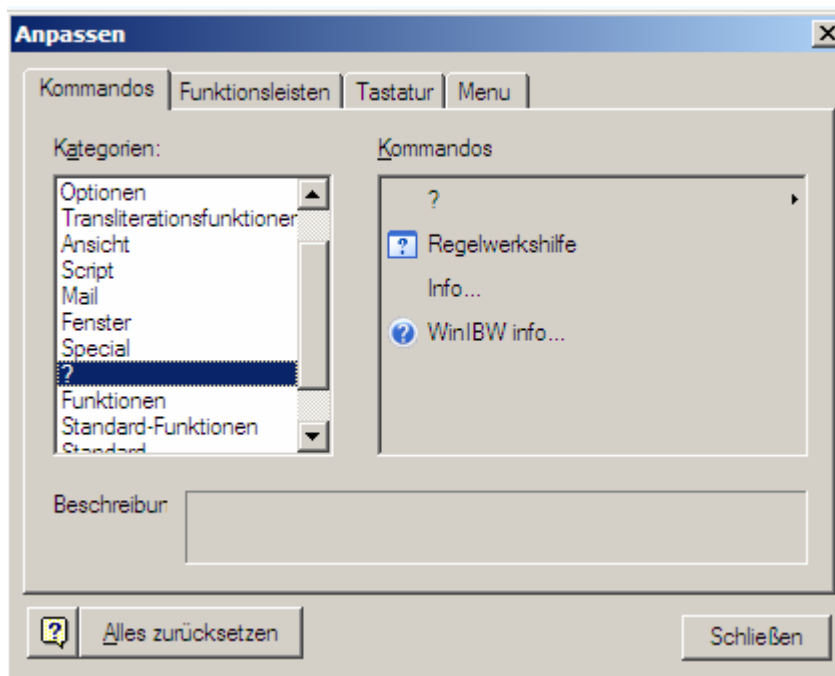 Anpassen
Kommandos Funktionsleisten Tastatur Menu
Kategorien: Kommandos
Optionen
Transliterationsfunktioner
Ansicht
Script
Mail
Fenster
Special
?
Funktionen
Standard-Funktionen
Standard
?
Regelwerkshilfe
Info...
WinIBW info...
Beschreibur
Alles zurücksetzen
Schließen